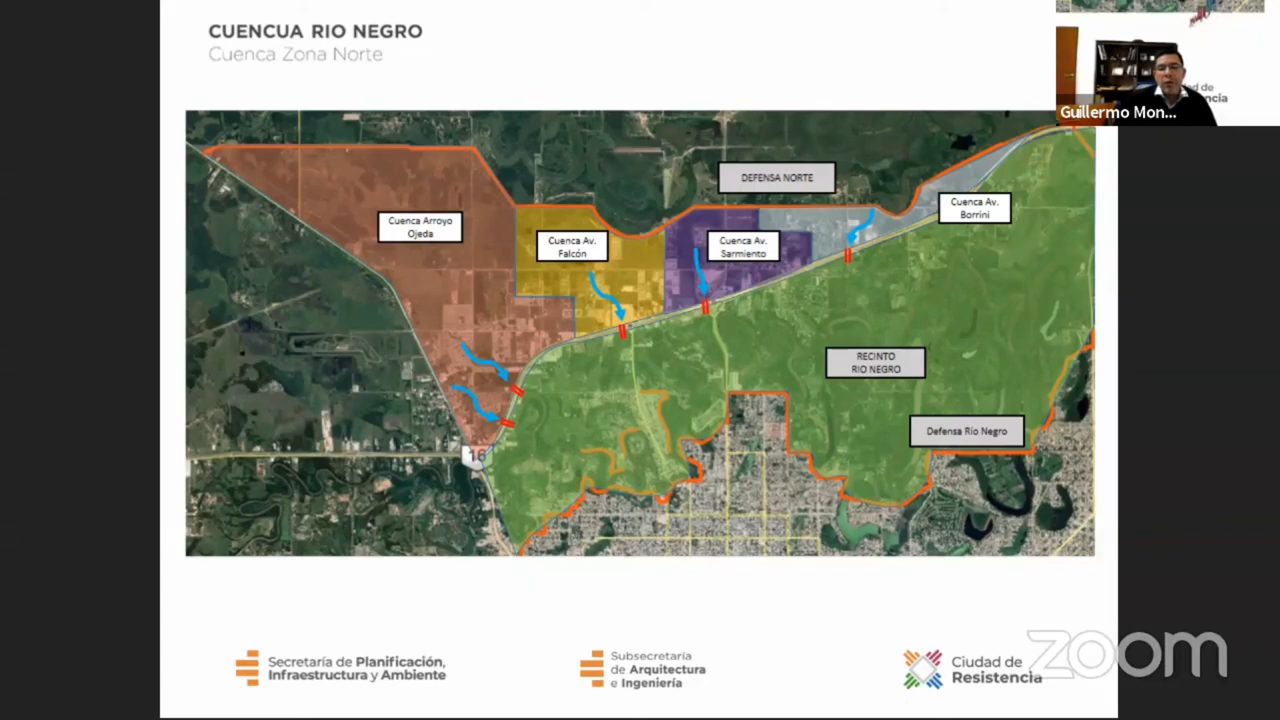 CUENCUA RIO NEGRO
Cuenca Zona Norte
Guillermo Mon...
DEFENSA NORTE
Cuenca Av.
Borrini
Cuenca Arroyo
Ojeda
Cuenca Av.
Falcón
Cuenca Av.
Sarmiento
RECINTO
RIO NEGRO
Defensa Río Negro
16
Secretaría de Planificación,
Infraestructura y Ambiente
Subsecretaría
de Arquitectura
e Ingeniería
Ciudad de
Resistencia
zoom